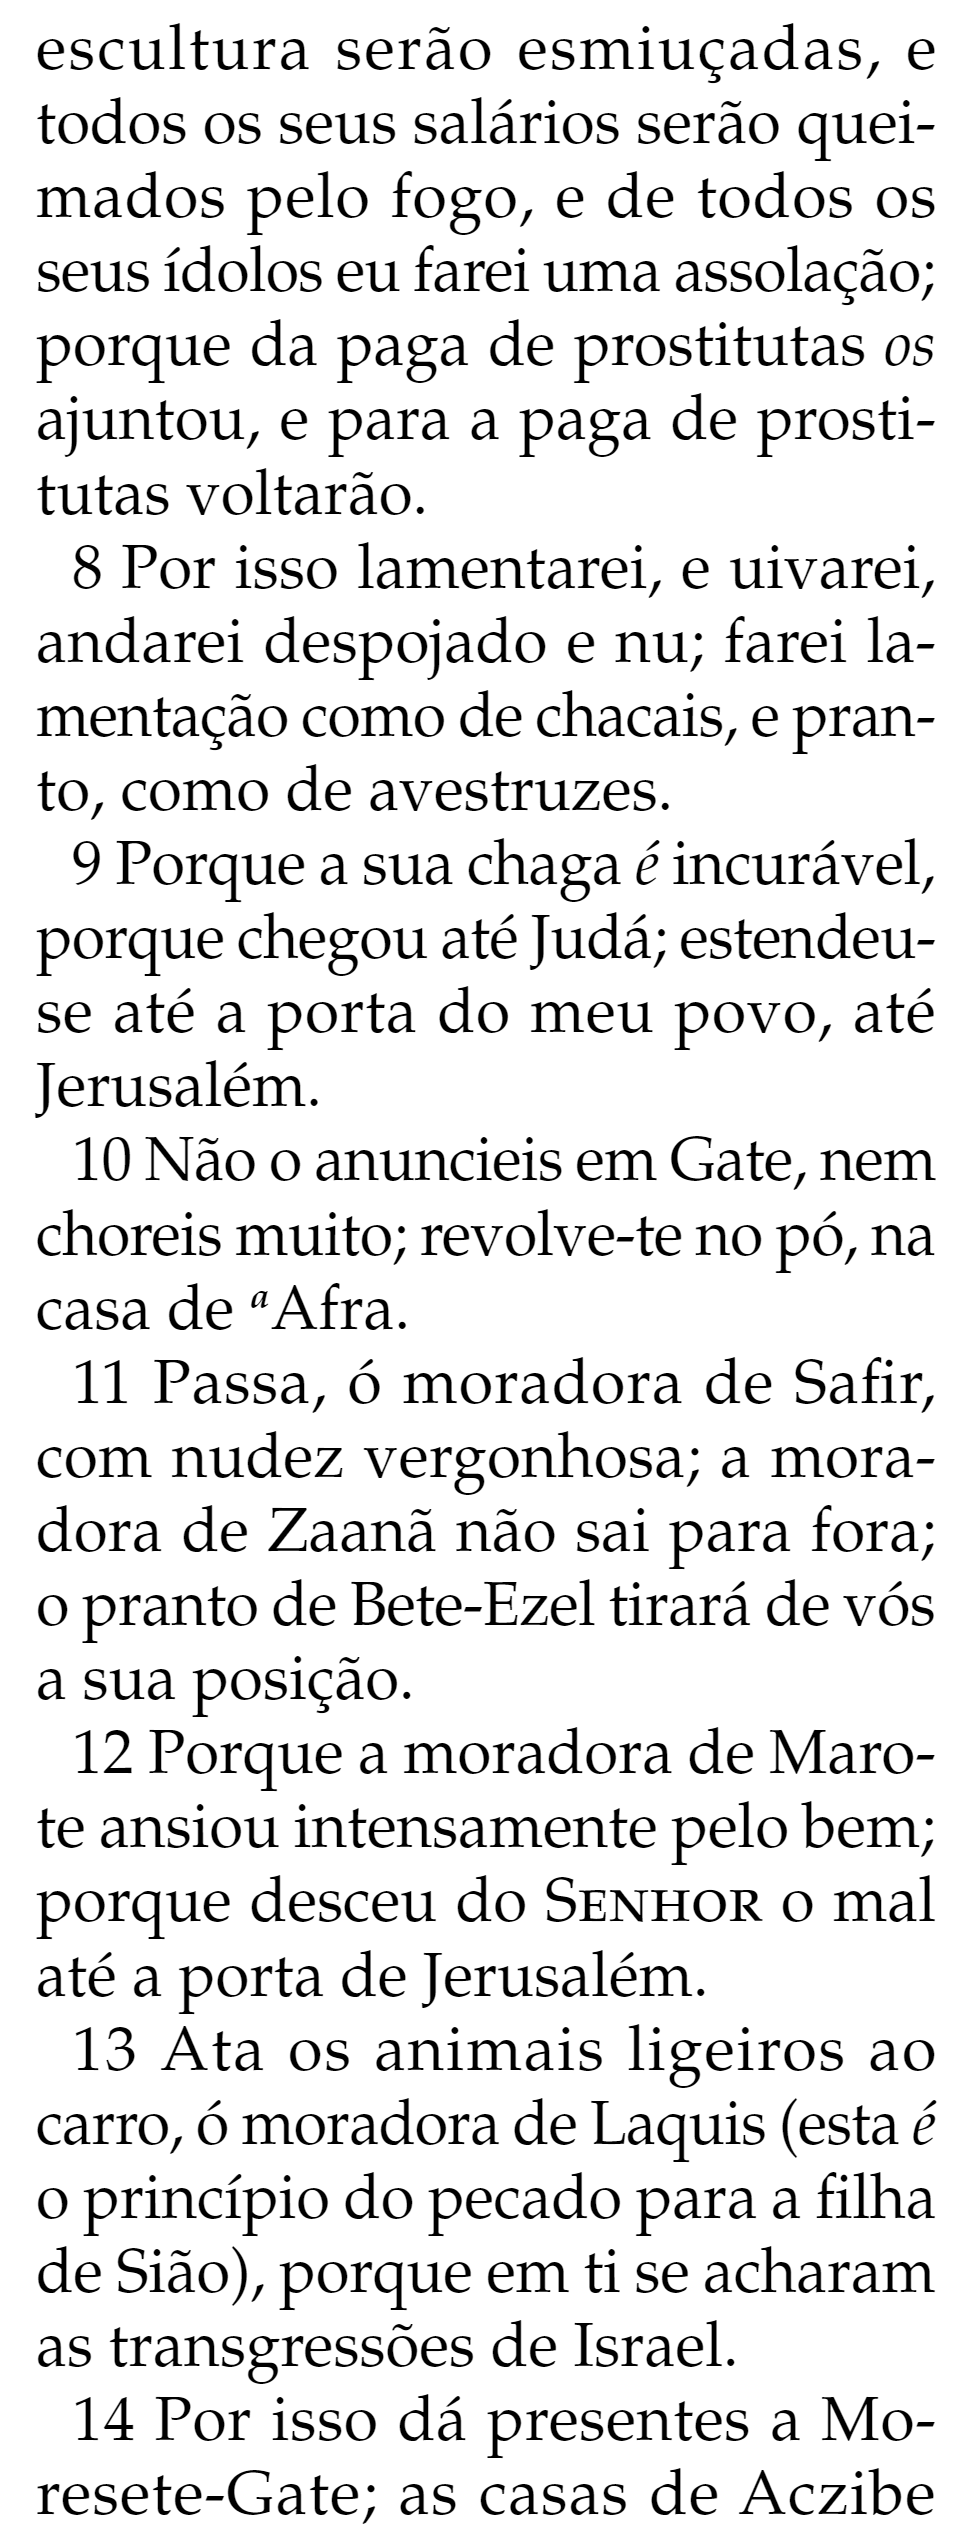 escultura serão esmiuçadas, e
todos os seus salários serão quei-
mados pelo fogo, e de todos os
seus ídolos eu farei uma assolação;
porque da paga de prostitutas os
ajuntou, e para a paga de prosti-
tutas voltarão.
8 Por isso lamentarei, e uivarei,
andarei despojado e nu; farei la-
mentação como de chacais, e pran-
to, como de avestruzes.
9 Porque a sua chaga é incurável,
porque chegou até Judá; estendeu-
se até a porta do meu povo, até
Jerusalém.
10 Não o anuncieis em Gate, nem
choreis muito; revolve-te no pó, na
casa de aAfra.
11 Passa, ó moradora de Safir,
com nudez vergonhosa; a mora-
dora de Zaanã não sai para fora;
o pranto de Bete-Ezel tirará de vós
a sua posição.
12 Porque a moradora de Maro-
te ansiou intensamente pelo bem;
porque desceu do SENHOR o mal
até a porta de Jerusalém.
13 Ata os animais ligeiros ao
carro, ó moradora de Laquis (esta é
o princípio do pecado para a filha
de Sião), porque em ti se acharam
as transgressões de Israel.
14 Por isso dá presentes a Mo-
resete-Gate; as casas de Aczibe